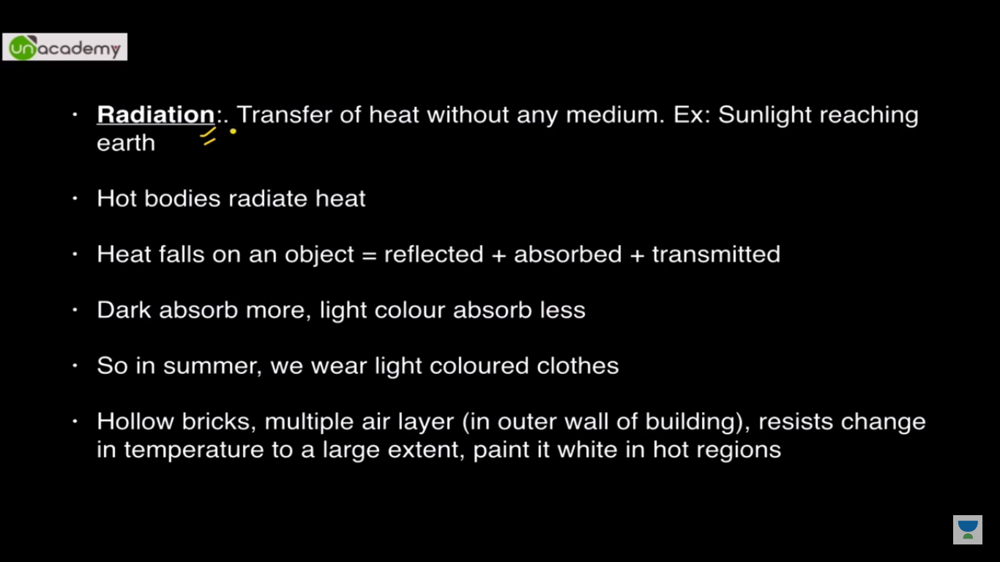 unacademy
· Radiation:. Transfer of heat without any medium. Ex: Sunlight reaching
earth
· Hot bodies radiate heat
· Heat falls on an object = reflected + absorbed + transmitted
· Dark absorb more, light colour absorb less
· So in summer, we wear light coloured clothes
· Hollow bricks, multiple air layer (in outer wall of building), resists change
in temperature to a large extent, paint it white in hot regions